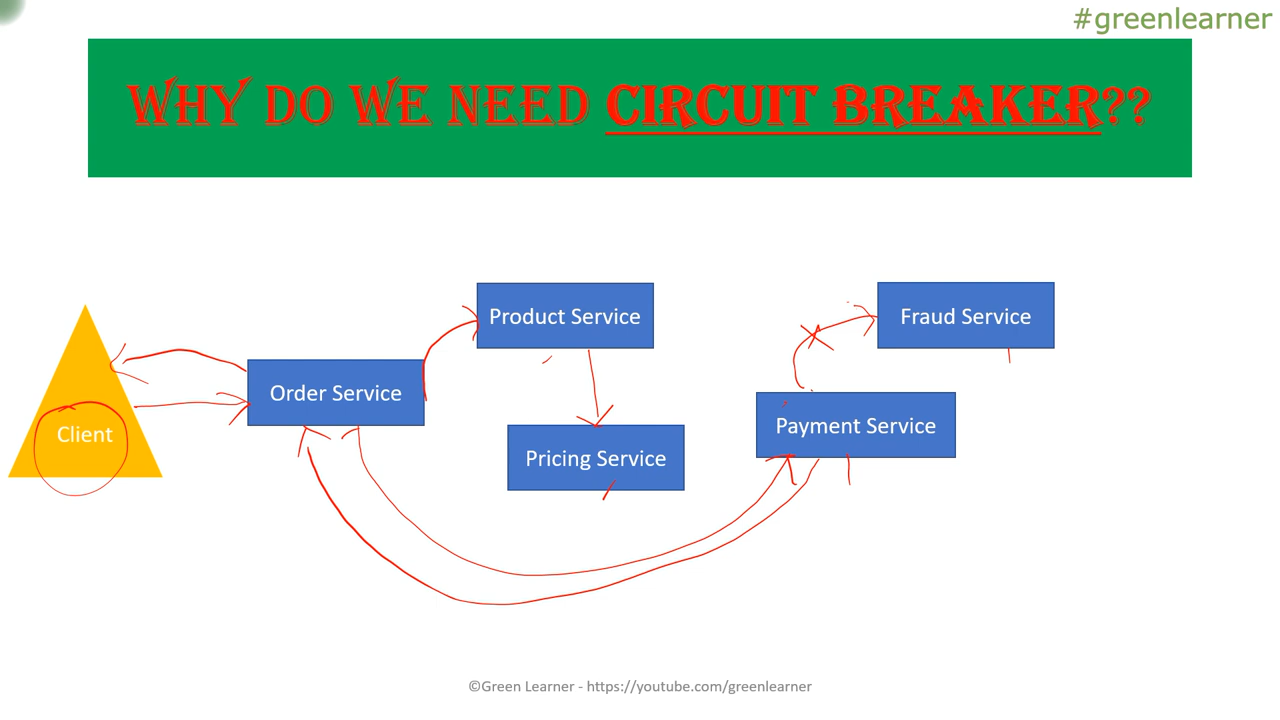 #greenlearner
WHY DO WE NEED CIRCUIT BREAKER??
Product Service
Fraud Service
Order Service
Client
Payment Service
Pricing Service
©Green Learner - https://youtube.com/greenlearner